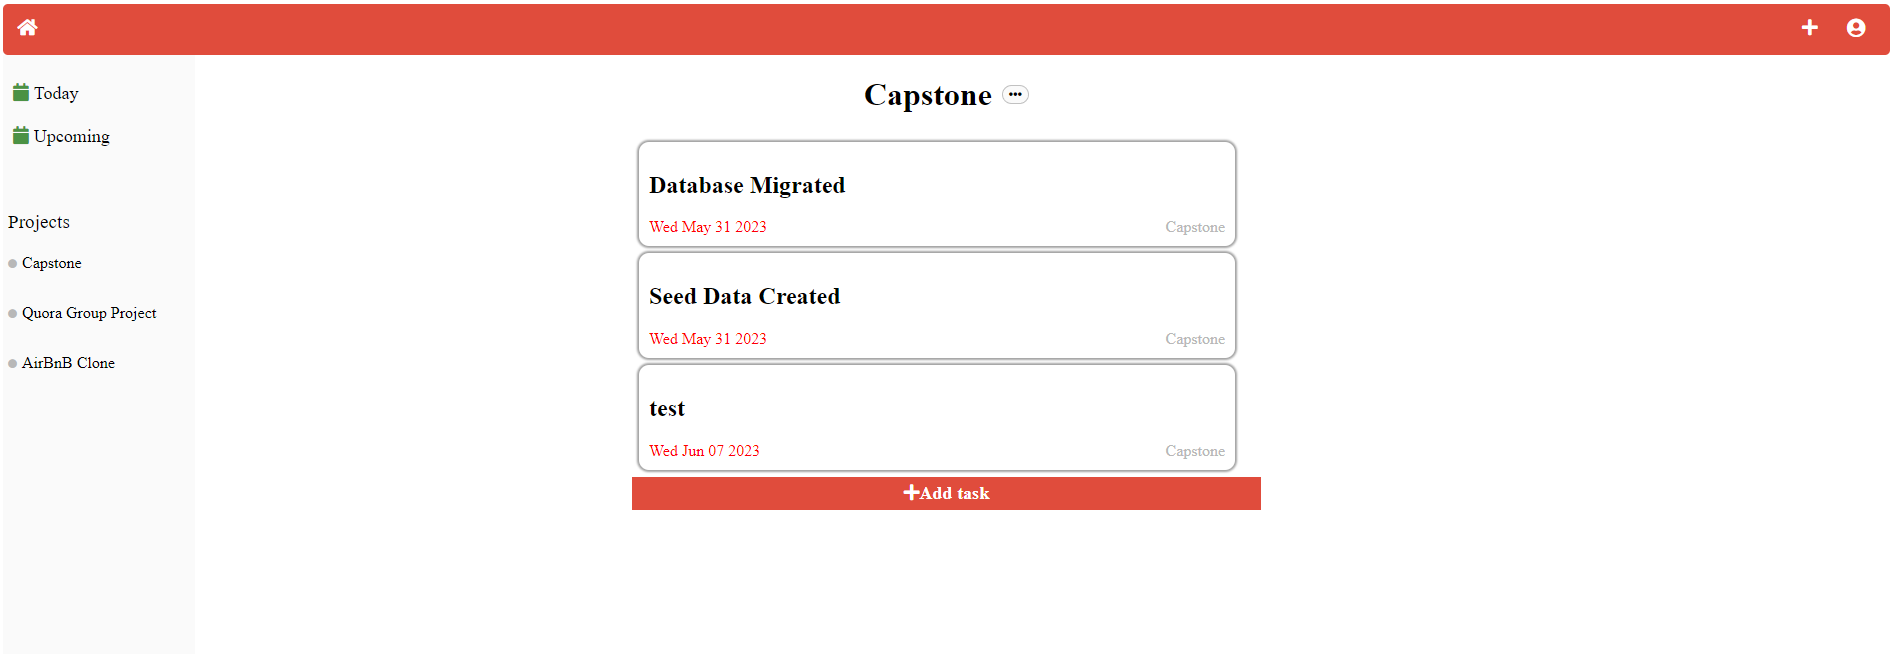 Today
Upcoming
Projects
Capstone
Quora Group Project
AirBnB Clone
Capstone
Database Migrated
Wed May 31 2023 Capstone
Seed Data Created
Wed May 31 2023 Capstone
test
Wed Jun 07 2023 Capstone
Add task